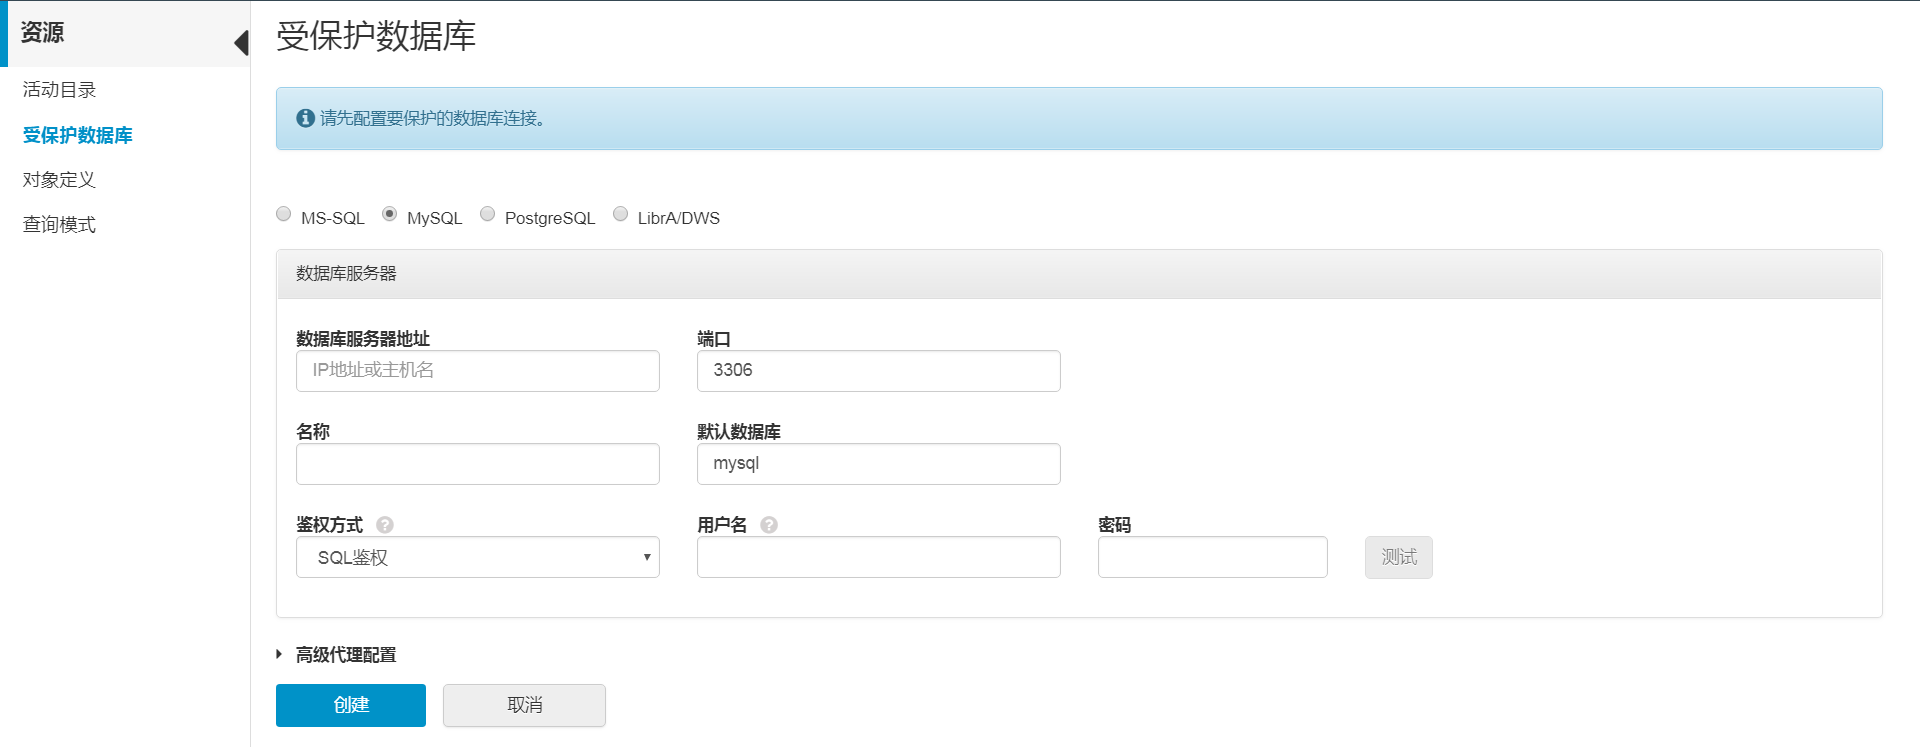 资源
活动目录
受保护数据库
对象定义
查询模式
受保护数据库
请先配置要保护的数据库连接。
MS-SQL MySQL PostgreSQL LibrA/DWS
数据库服务器
数据库服务器地址 端口
IP地址或主机名 3306
名称 默认数据库
mysql
鉴权方式 ? 用户名 ? 密码
SQL鉴权 测试
高级代理配置
创建 取消